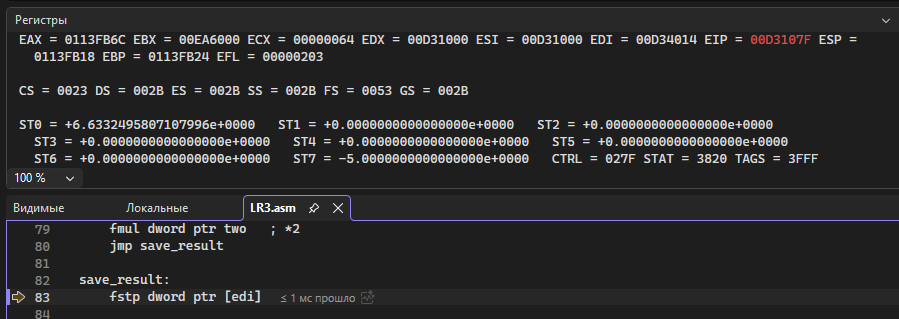 Регистры
EAX = 0113FB6C EBX = 00EA6000 ECX = 00000064 EDX = 00D31000 ESI = 00D31000 EDI = 00D34014 EIP = 00D3107F ESP =
0113FB18 EBP = 0113FB24 EFL = 00000203
CS = 0023 DS = 002B ES = 002B SS = 002B FS = 0053 GS = 002B
ST0 = +6.6332495807107996e+0000 ST1 = +0.0000000000000000e+0000 ST2 = +0.0000000000000000e+0000
ST3 = +0.0000000000000000e+0000 ST4 = +0.0000000000000000e+0000 ST5 = +0.0000000000000000e+0000
ST6 = +0.0000000000000000e+0000 ST7 = -5.0000000000000000e+0000 CTRL = 027F STAT = 3820 TAGS = 3FFF
100 %
Видимые Локальные LR3.asm
79 fmul dword ptr two ; *2
80 jmp save_result
81
82 save_result:
83 fstp dword ptr [edi] ≤ 1 мс прошло
84